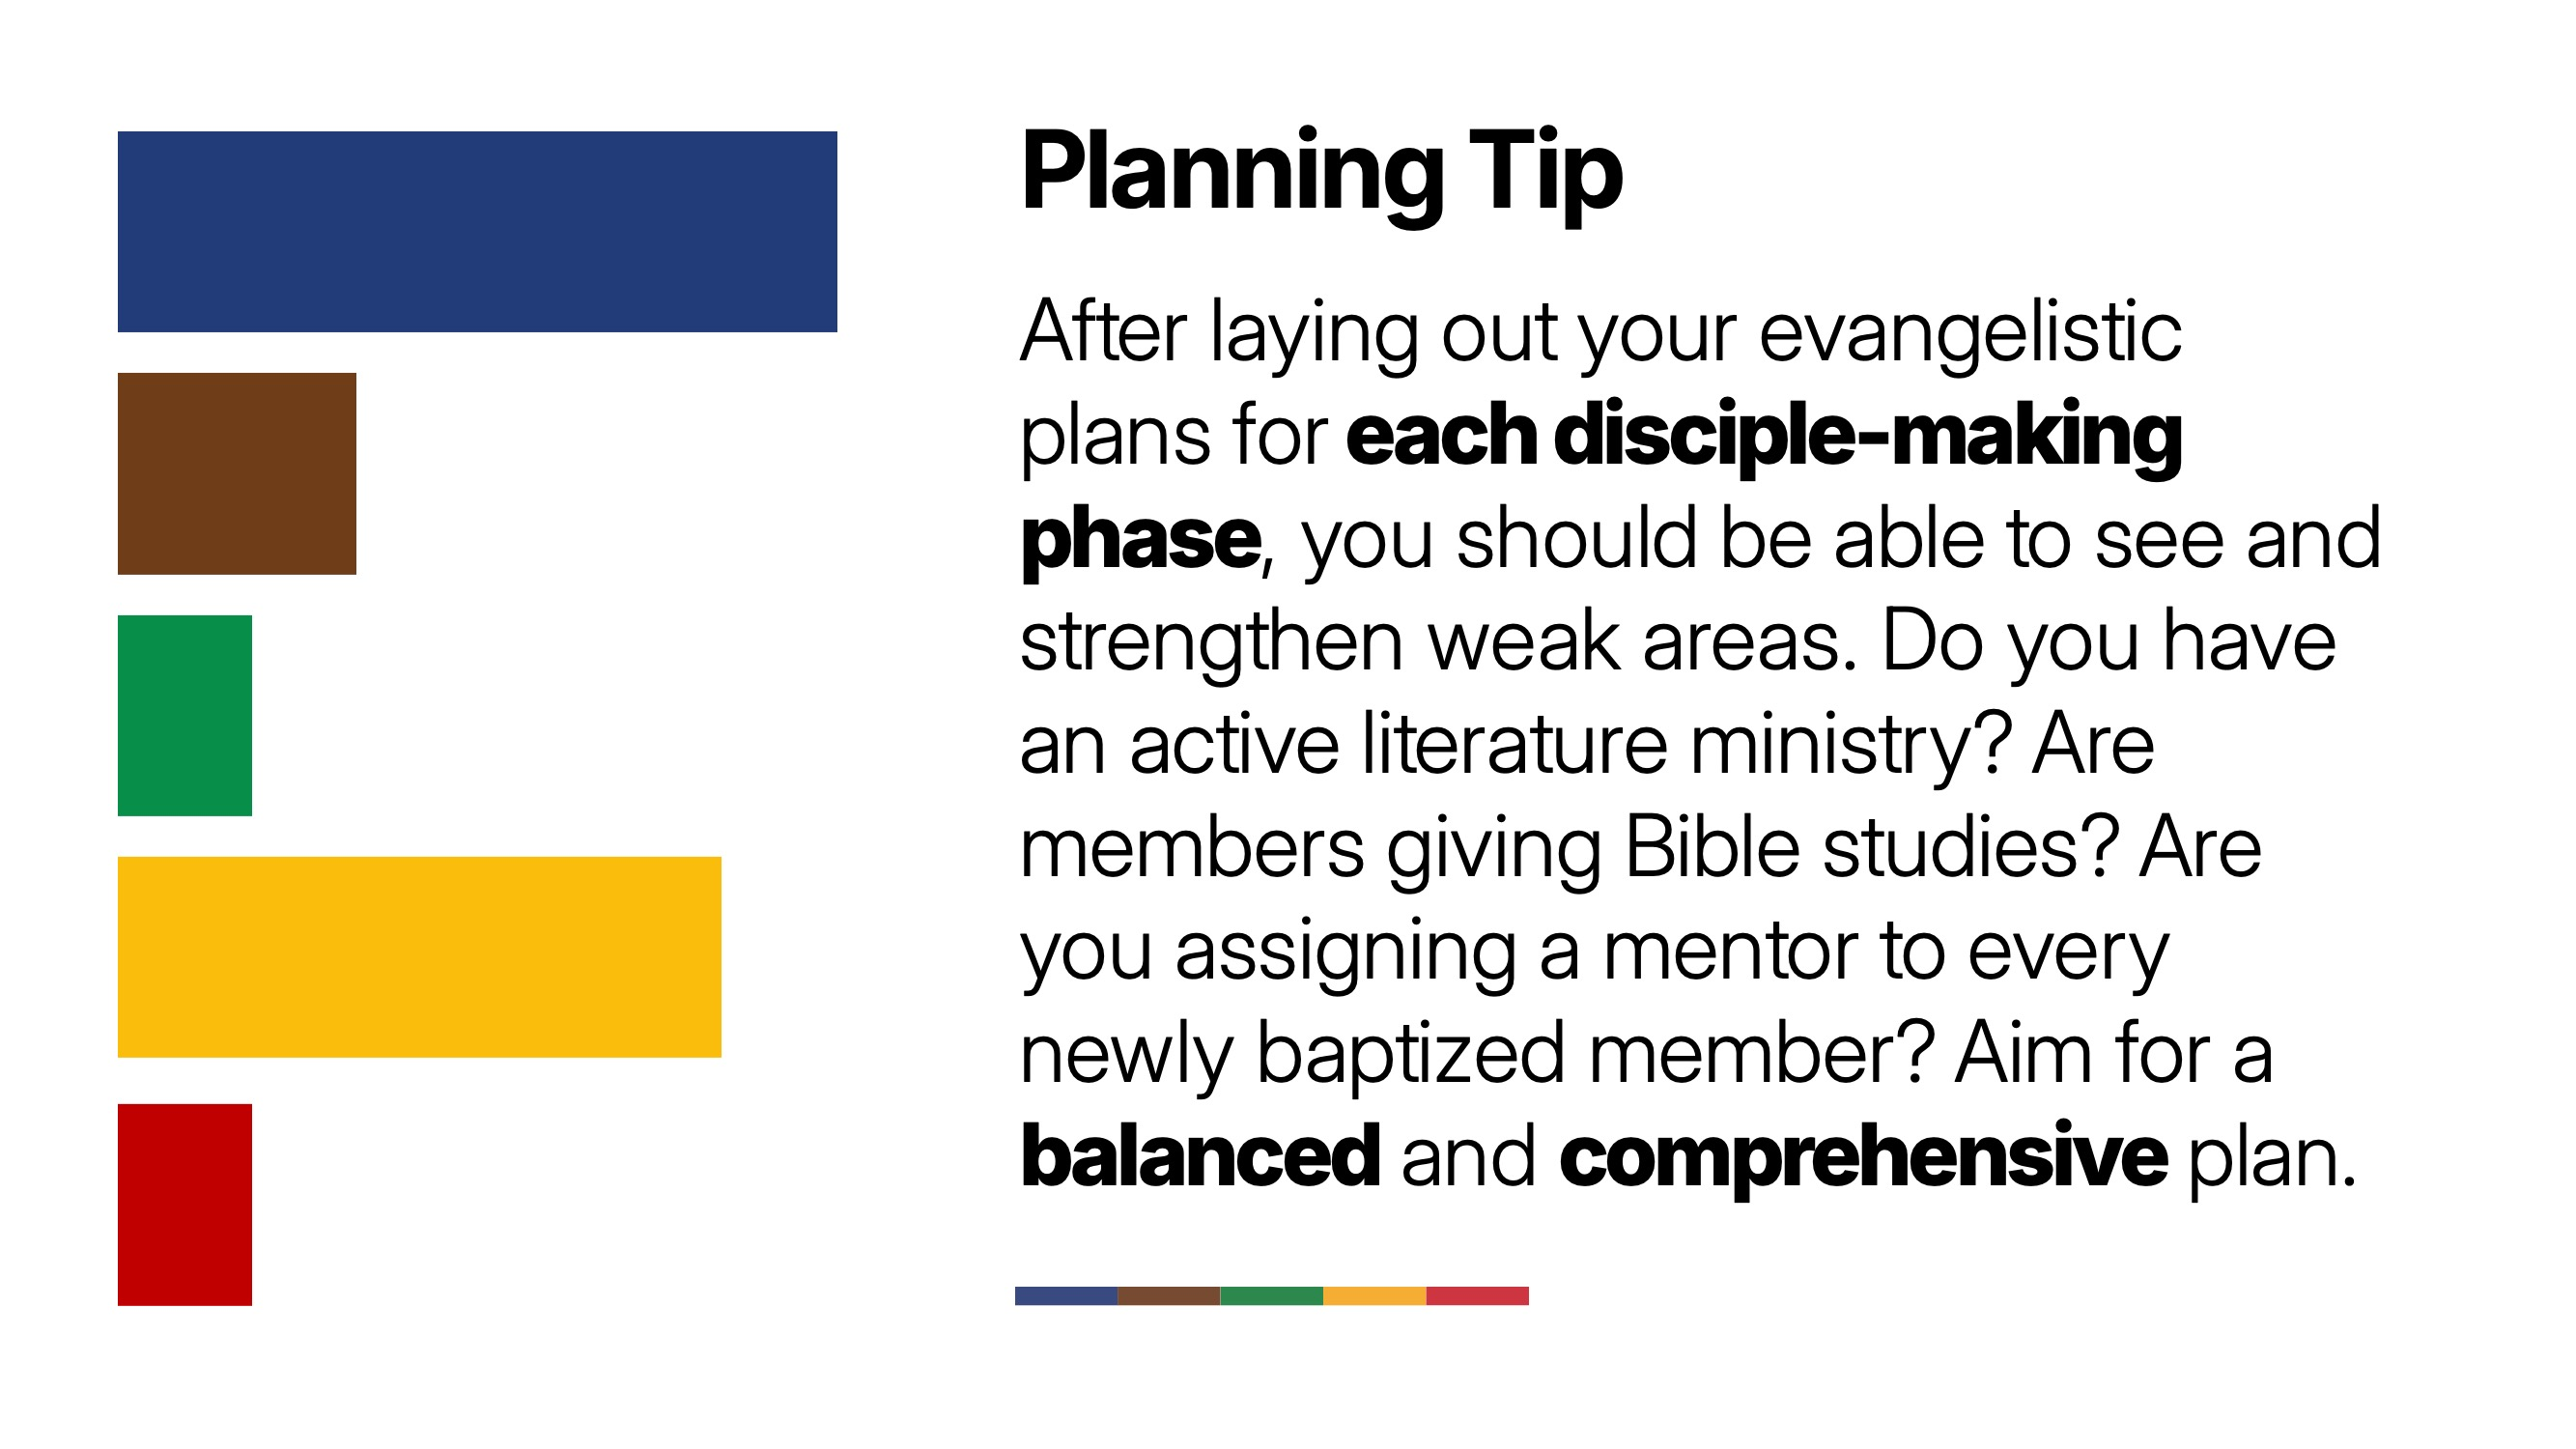 Planning Tip
After laying out your evangelistic
plans for each disciple-making
phase, you should be able to see and
strengthen weak areas. Do you have
an active literature ministry? Are
members giving Bible studies? Are
you assigning a mentor to every
newly baptized member? Aim for a
balanced and comprehensive plan.